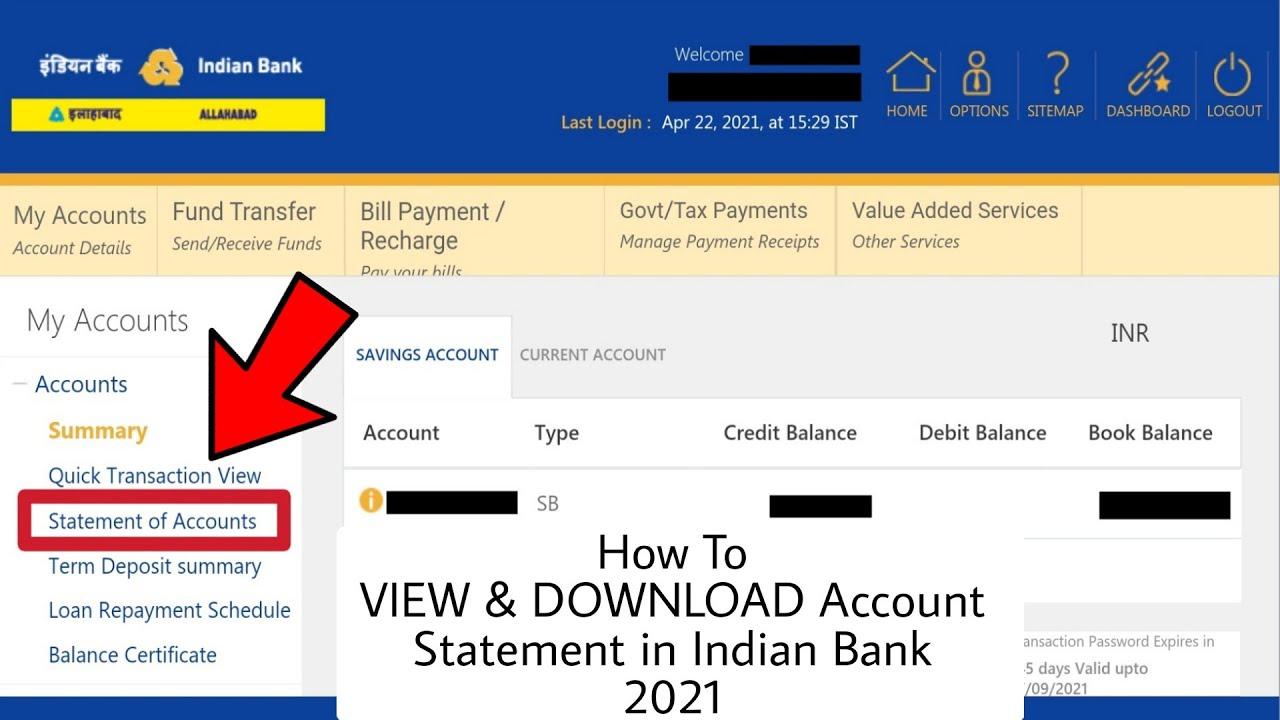 इंडियन बैंक Indian Bank
इलाहाबाद ALLAHABAD
Welcome
Last Login : Apr 22, 2021, at 15:29 IST
HOME OPTIONS SITEMAP DASHBOARD LOGOUT
My Accounts
Account Details
Fund Transfer
Send/Receive Funds
Bill Payment /
Recharge
Pay your bills
Govt/Tax Payments
Manage Payment Receipts
Value Added Services
Other Services
My Accounts
Accounts
Summary
Quick Transaction View
Statement of Accounts
Term Deposit summary
Loan Repayment Schedule
Balance Certificate
INR
SAVINGS ACCOUNT CURRENT ACCOUNT
Account Type Credit Balance Debit Balance Book Balance
SB
How To
VIEW & DOWNLOAD Account
Statement in Indian Bank
2021
ansaction Password Expires in
5 days Valid upto
/09/2021